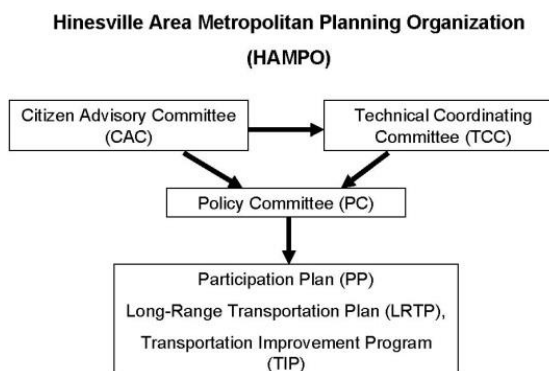 Hinesville Area Metropolitan Planning Organization
(HAMPO)
Citizen Advisory Committee
(CAC)
Technical Coordinating
Committee (TCC)
Policy Committee (PC)
Participation Plan (PP)
Long-Range Transportation Plan (LRTP),
Transportation Improvement Program
(TIP)